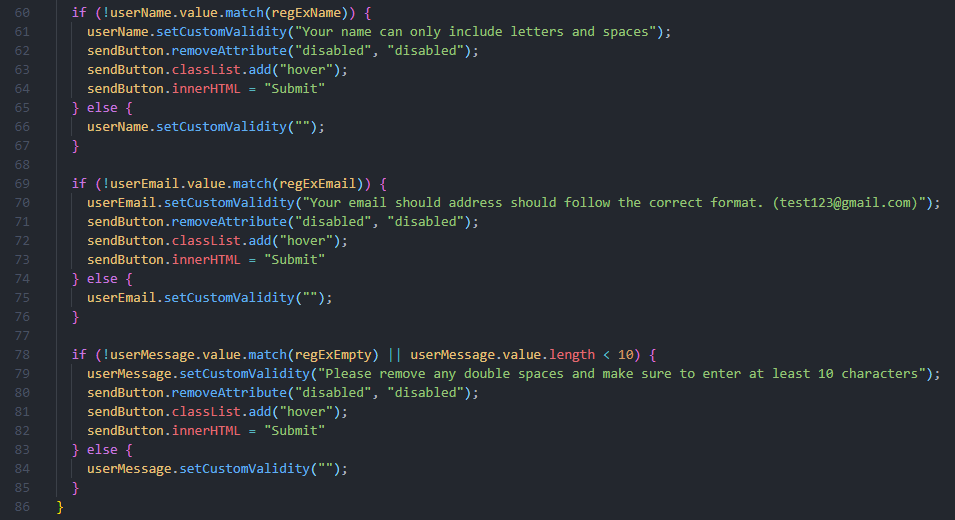 60 if (!userName.value.match(regExName)) {
61 userName.setCustomValidity("Your name can only include letters and spaces");
62 sendButton.removeAttribute("disabled", "disabled");
63 sendButton.classList.add("hover");
64 sendButton.innerHTML = "Submit"
65 } else {
66 userName.setCustomValidity("");
67 }
68
69 if (!userEmail.value.match(regExEmail)) {
70 userEmail.setCustomValidity("Your email should address should follow the correct format. (test123@gmail.com)");
71 sendButton.removeAttribute("disabled", "disabled");
72 sendButton.classList.add("hover");
73 sendButton.innerHTML = "Submit"
74 } else {
75 userEmail.setCustomValidity("");
76 }
77
78 if (!userMessage.value.match(regExEmpty) || userMessage.value.length < 10) {
79 userMessage.setCustomValidity("Please remove any double spaces and make sure to enter at least 10 characters");
80 sendButton.removeAttribute("disabled", "disabled");
81 sendButton.classList.add("hover");
82 sendButton.innerHTML = "Submit"
83 } else {
84 userMessage.setCustomValidity("");
85 }
86 }